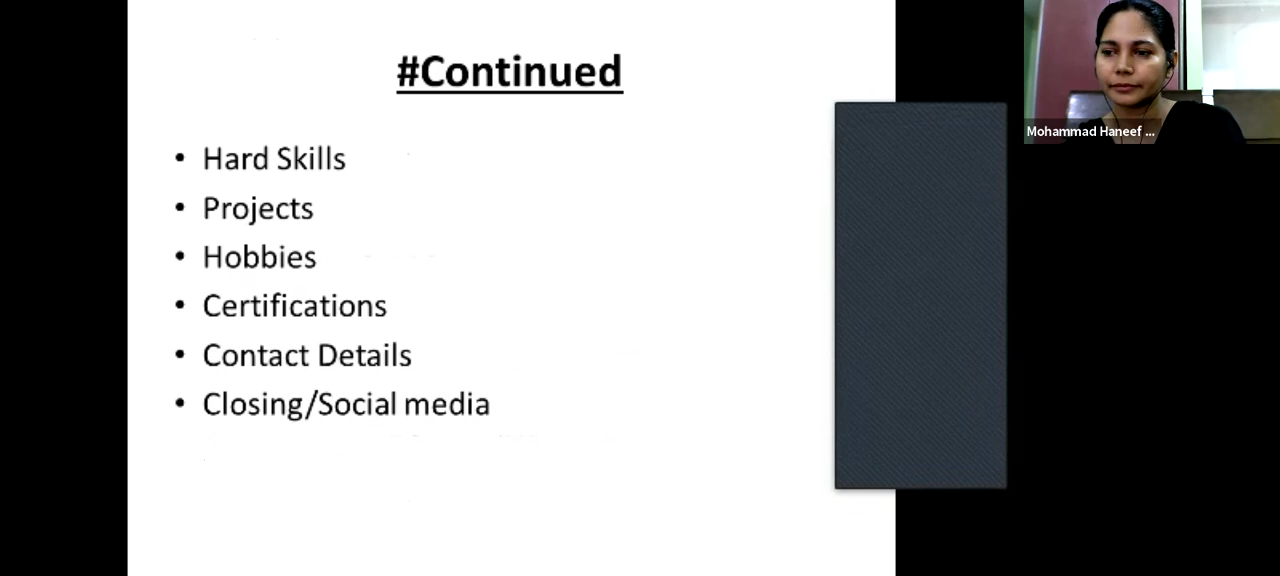 #Continued
• Hard Skills
• Projects
• Hobbies
• Certifications
• Contact Details
• Closing/Social media
Mohammad Haneef ...